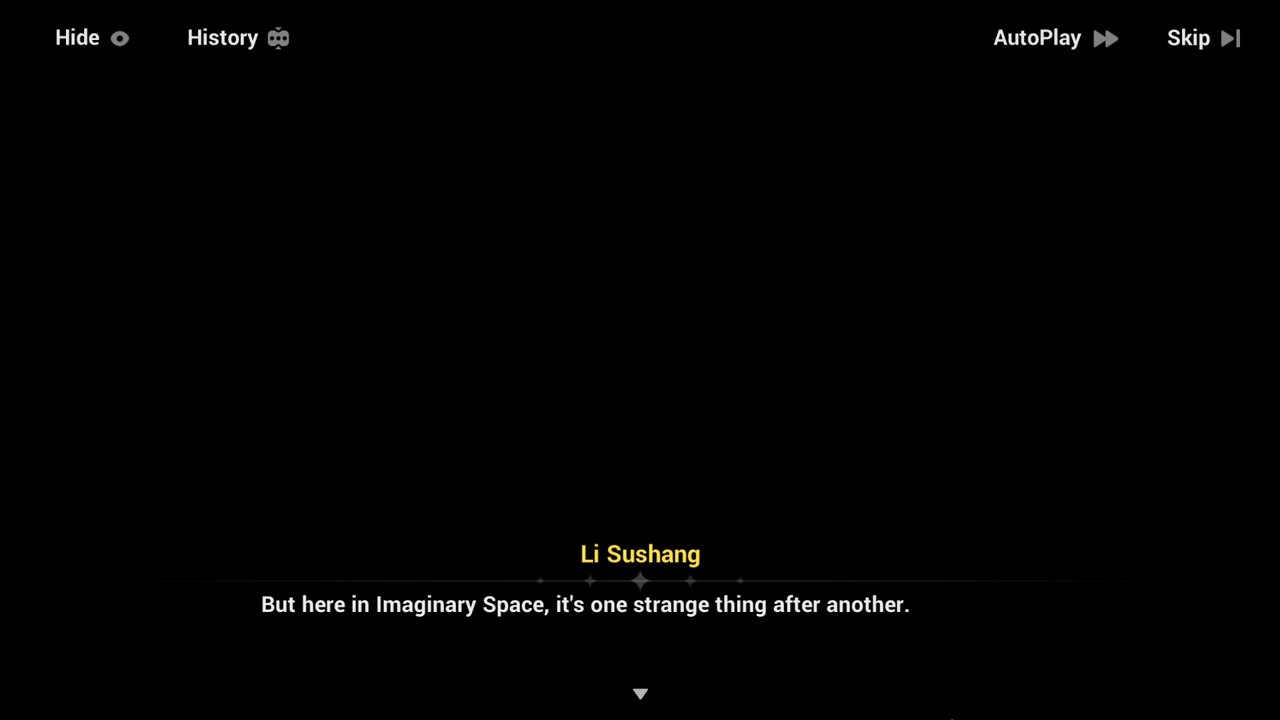 Hide
History
AutoPlay
Skip
Li Sushang
But here in Imaginary Space, it's one strange thing after another.